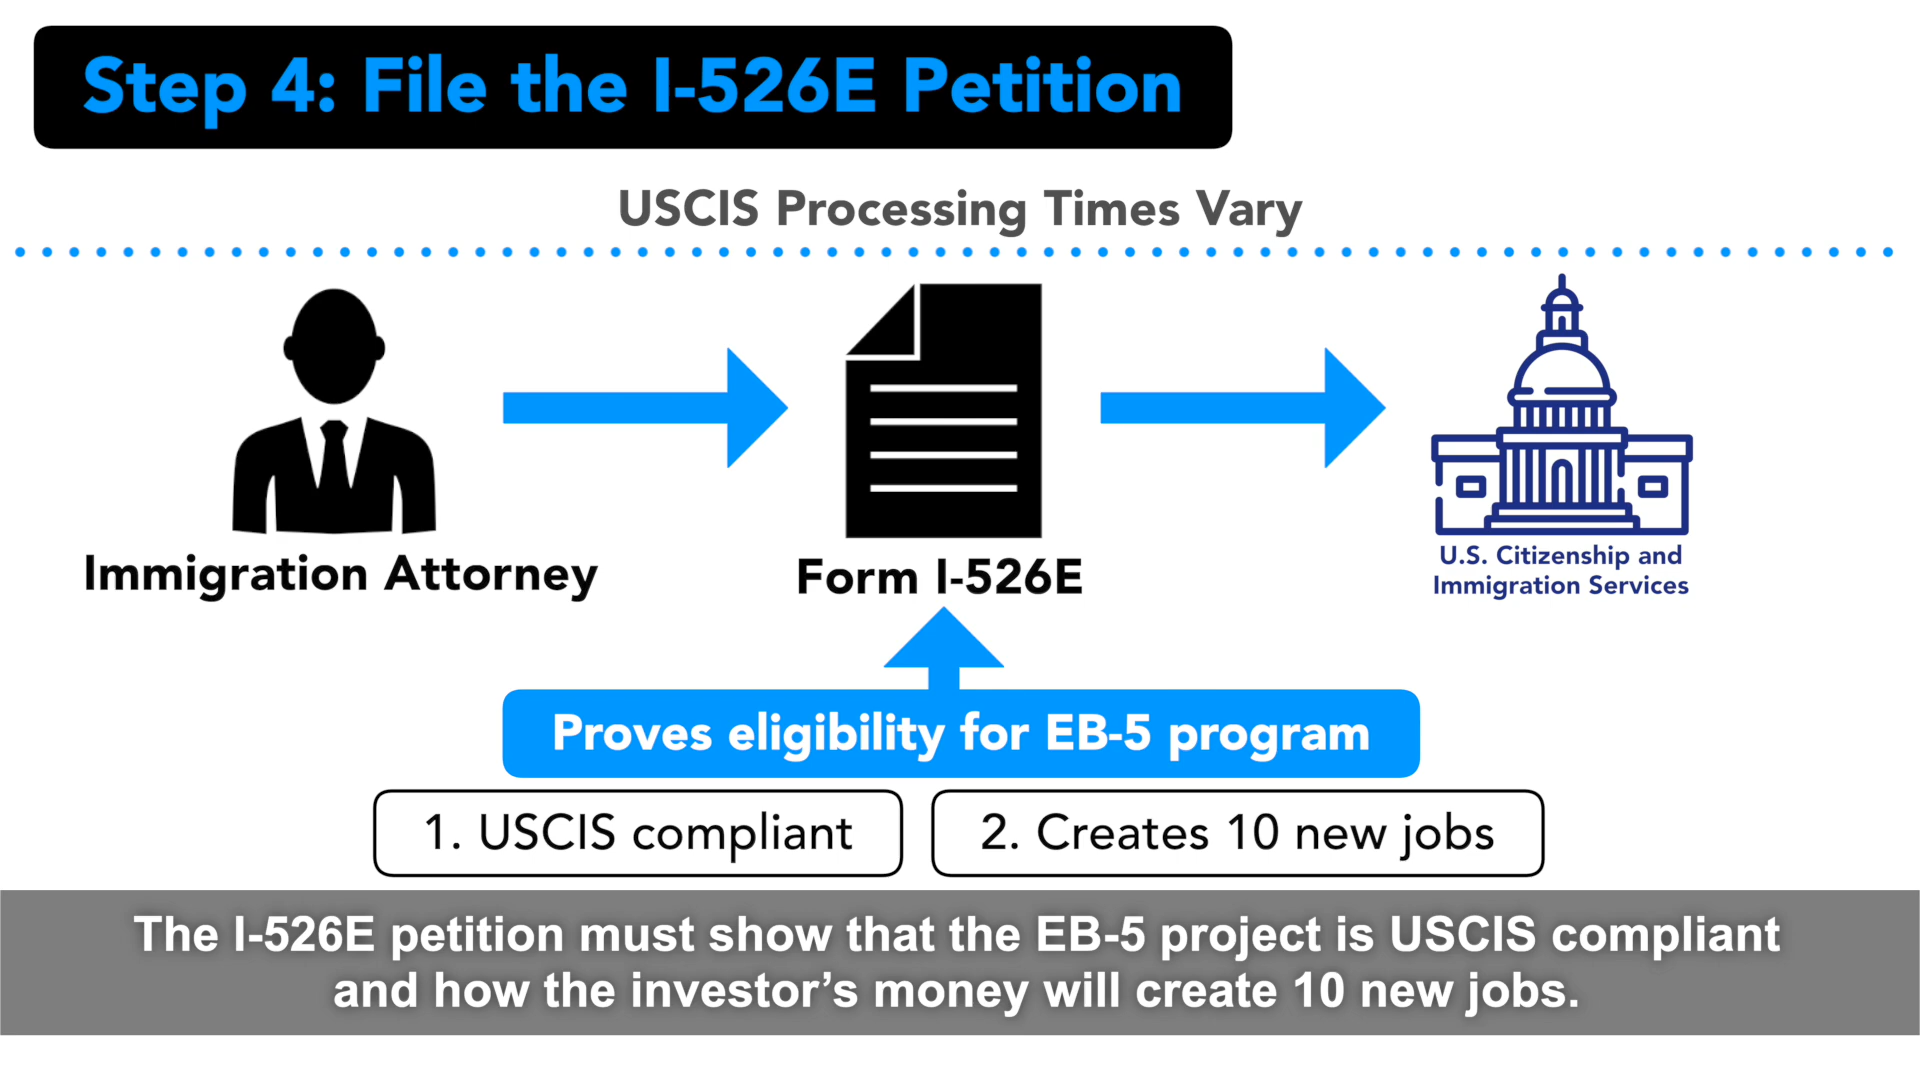 Step 4: File the I-526E Petition
USCIS Processing Times Vary
Immigration Attorney
Form I-526E
U.S. Citizenship and
Immigration Services
Proves eligibility for EB-5 program
1. USCIS compliant
2. Creates 10 new jobs
The I-526E petition must show that the EB-5 project is USCIS compliant
and how the investor’s money will create 10 new jobs.